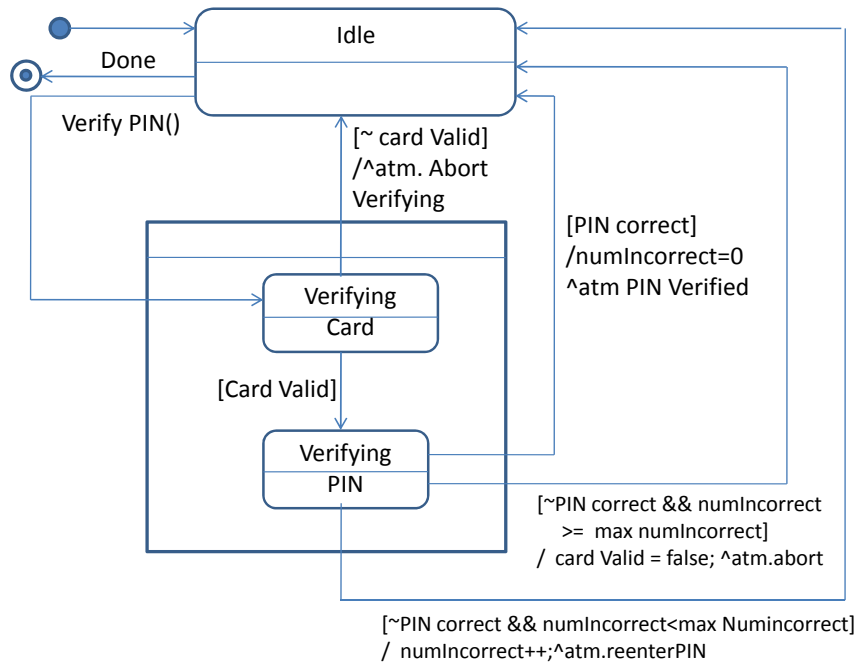 Idle
Done
Verify PIN()
[~ card Valid]
/^atm. Abort
Verifying
[PIN correct]
/numIncorrect=0
^atm PIN Verified
Verifying
Card
[Card Valid]
Verifying
PIN
[~PIN correct && numIncorrect
>= max numIncorrect]
/ card Valid = false; ^atm.abort
[~PIN correct && numIncorrect<max Numincorrect]
/ numIncorrect++;^atm.reenterPIN